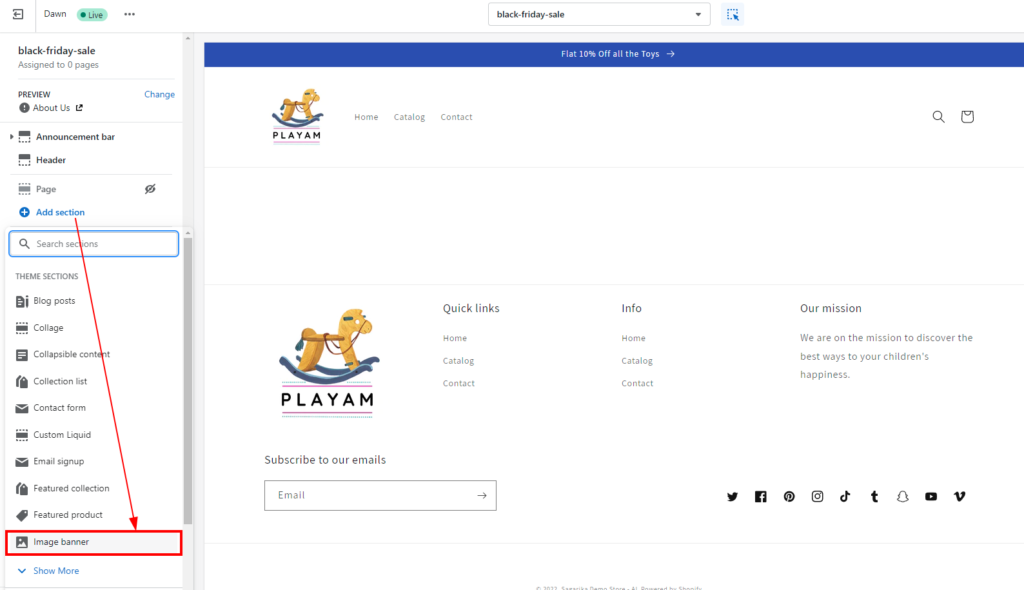 Dawn
Live
black-friday-sale
black-friday-sale
Assigned to 0 pages
PREVIEW
Change
About Us
Announcement bar
Header
Page
Add section
Search sections
THEME SECTIONS
Blog posts
Collage
Collapsible content
Collection list
Contact form
Custom Liquid
Email signup
Featured collection
Featured product
Image banner
Show More
Flat 10% Off all the Toys
PLAYAM
Home
Catalog
Contact
PLAYAM
Quick links
Home
Catalog
Contact
Info
Home
Catalog
Contact
Our mission
We are on the mission to discover the
best ways to your children's
happiness.
Subscribe to our emails
Email
Demo Store - AI, Powered by Shopify